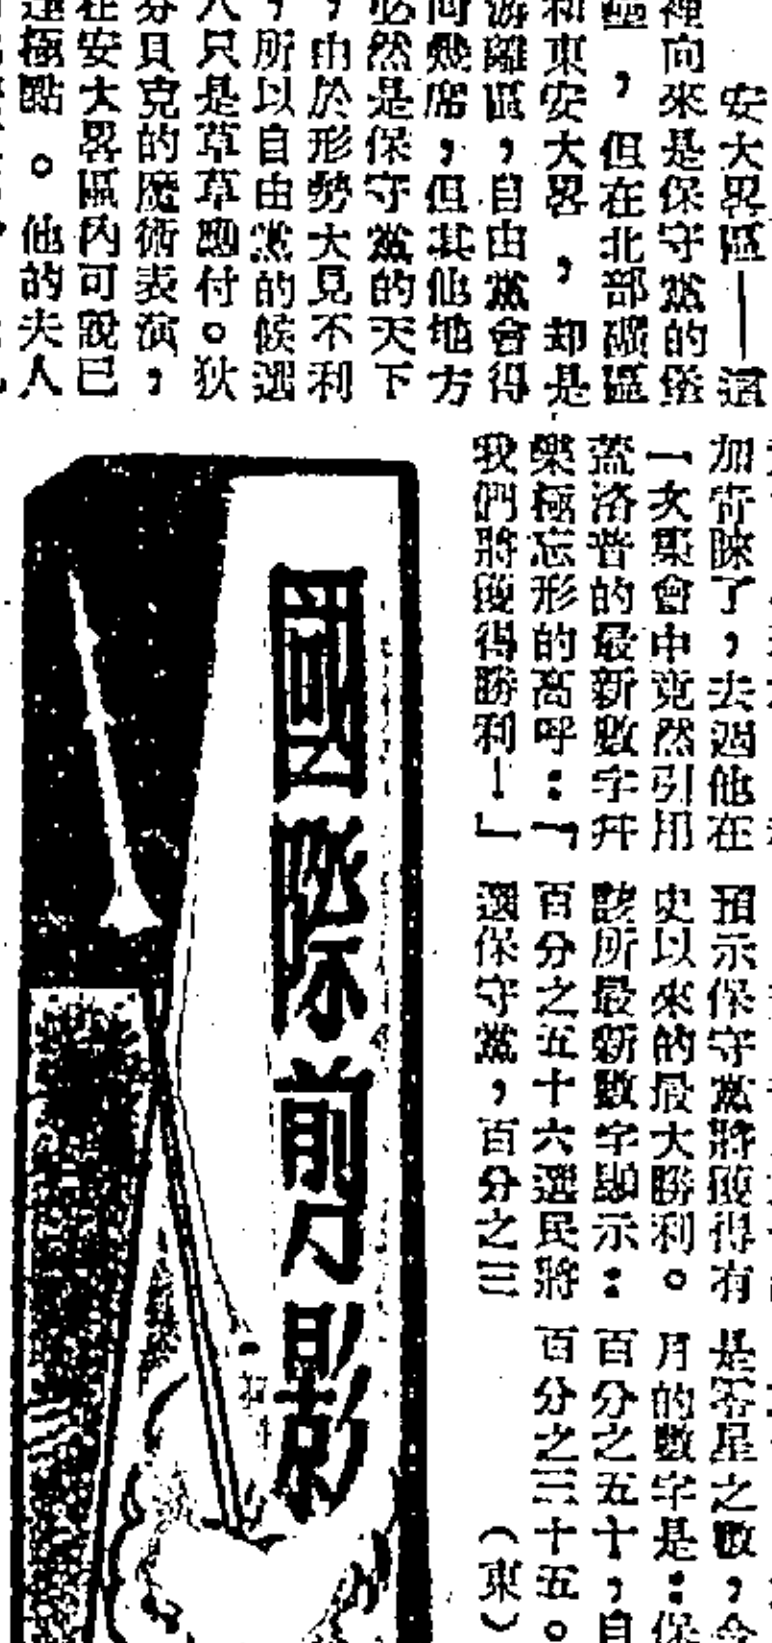 安大畧區——這
裡向來是保守黨的堡
壘，但在北部礦區
和東安大畧，却是
游離區，自由黨會得
向幾席，但其他地方
必然是保守黨的天下
，由於形勢大見不利
，所以自由黨的候選
人只是草草應付。狄
芬貝克的魔術表演，
在安大畧區內可說已
達極點。他的夫人
加寄睬了，去週他在
一次集會中竟然引用
蓋洛普的最新數字幷
樂極忘形的高呼：「
我們將獲得勝利！」
預示保守黨將獲得有
史以來的最大勝利。
該所最新數字顯示：
百分之五十六選民將
選保守黨，百分之三
是零星之數，今
月的數字是：保
百分之五十，自
百分之三十五。
（東）
國際剪影